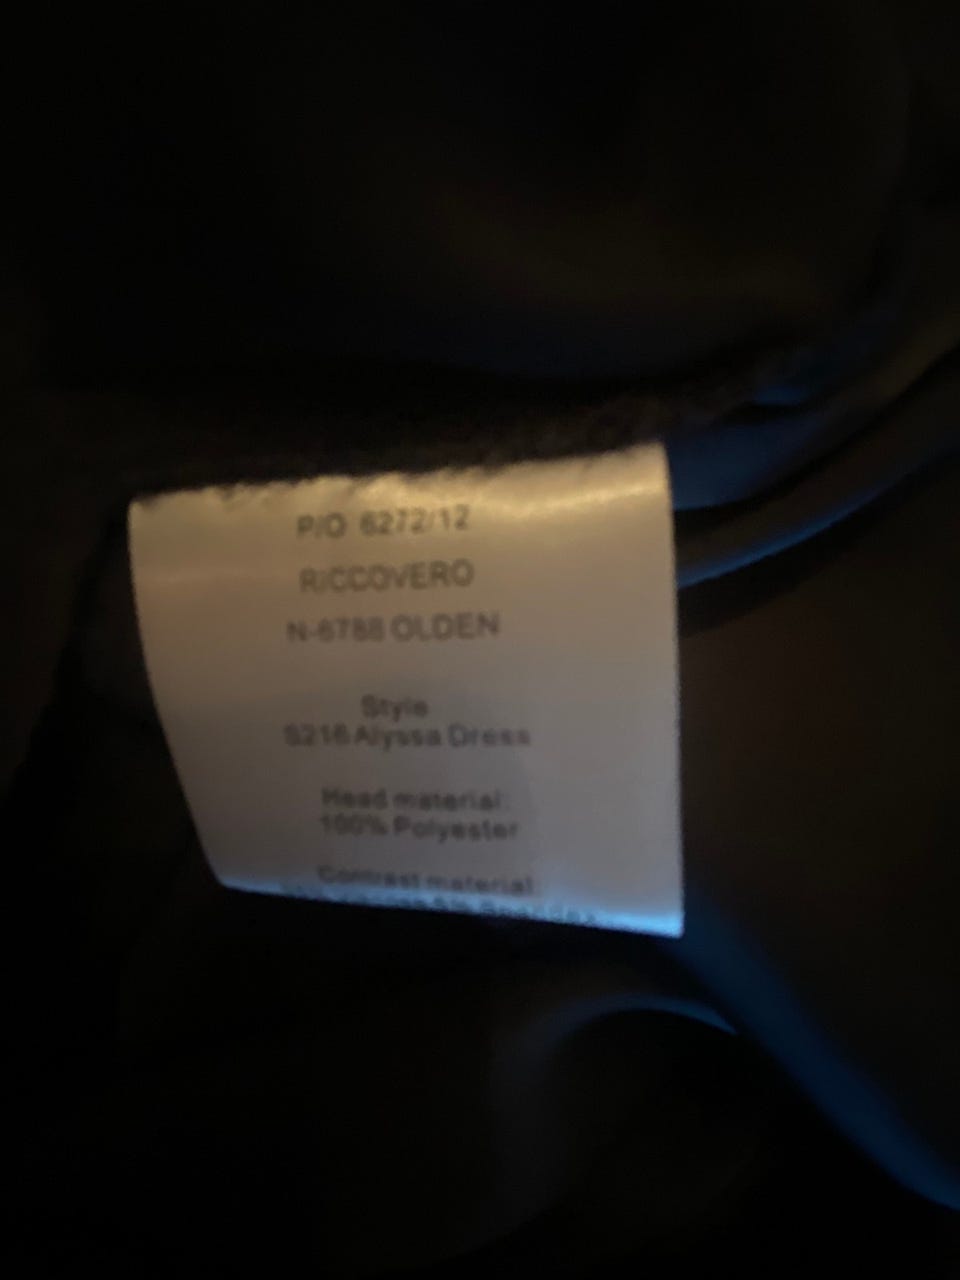 P/O 6272/12
RICCOVERO
N-6788 OLDEN
Style
S216 Alyssa Dress
Head material:
100% Polyester
Contrast material: